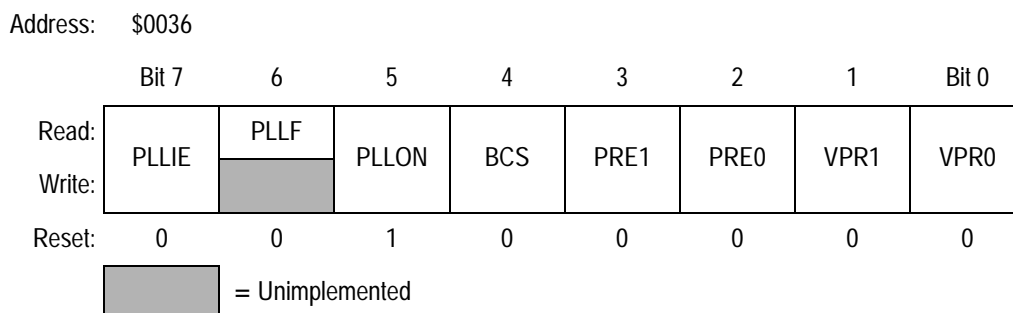 Address: $0036
Bit 7 6 5 4 3 2 1 Bit 0
Read: PLLIE PLLF PLLON BCS PRE1 PRE0 VPR1 VPR0
Write:
Reset: 0 0 1 0 0 0 0 0
= Unimplemented